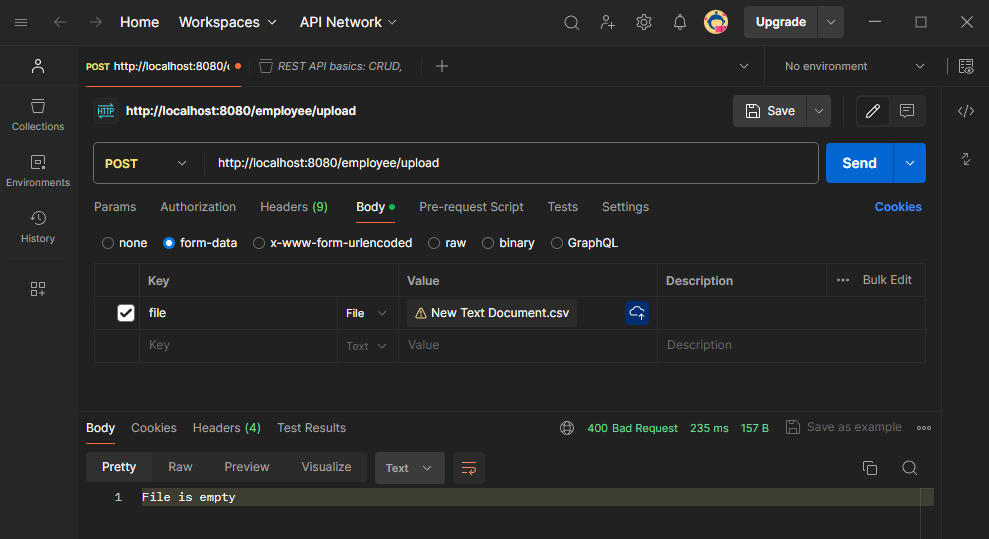 Home Workspaces API Network Upgrade
POST http://localhost:8080/ REST API basics: CRUD, No environment
HTTP http://localhost:8080/employee/upload Save
Collections
POST http://localhost:8080/employee/upload Send
Environments
Params Authorization Headers (9) Body Pre-request Script Tests Settings Cookies
History
none form-data x-www-form-urlencoded raw binary GraphQL
Key Value Description Bulk Edit
file File New Text Document.csv
Key Text Value Description
Body Cookies Headers (4) Test Results 400 Bad Request 235 ms 157 B Save as example
Pretty Raw Preview Visualize Text
1 File is empty